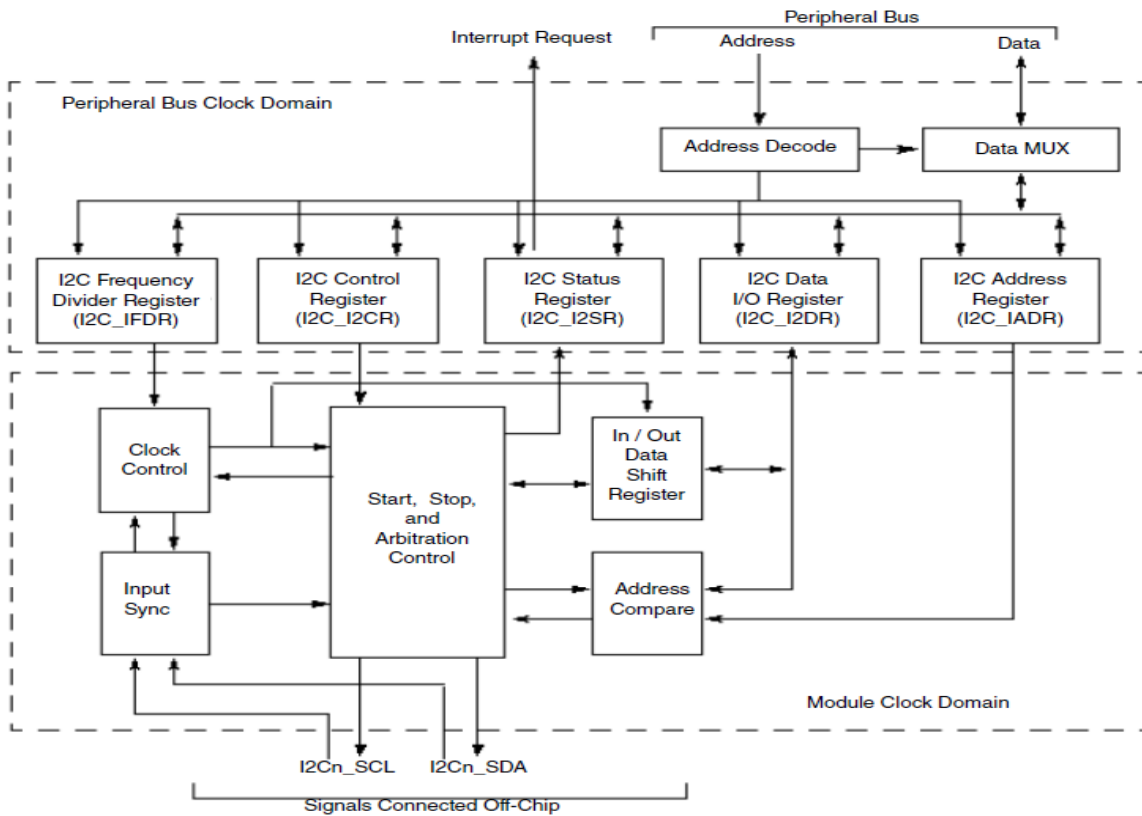 Peripheral Bus
Interrupt Request
Address
Data
Peripheral Bus Clock Domain
Address Decode
Data MUX
I2C Frequency
Divider Register
(I2C_IFDR)
I2C Control
Register
(I2C_I2CR)
I2C Status
Register
(I2C_I2SR)
I2C Data
I/O Register
(I2C_I2DR)
I2C Address
Register
(I2C_IADR)
Clock
Control
Start, Stop,
and
Arbitration
Control
In / Out
Data
Shift
Register
Input
Sync
Address
Compare
Module Clock Domain
I2Cn_SCL
I2Cn_SDA
Signals Connected Off-Chip